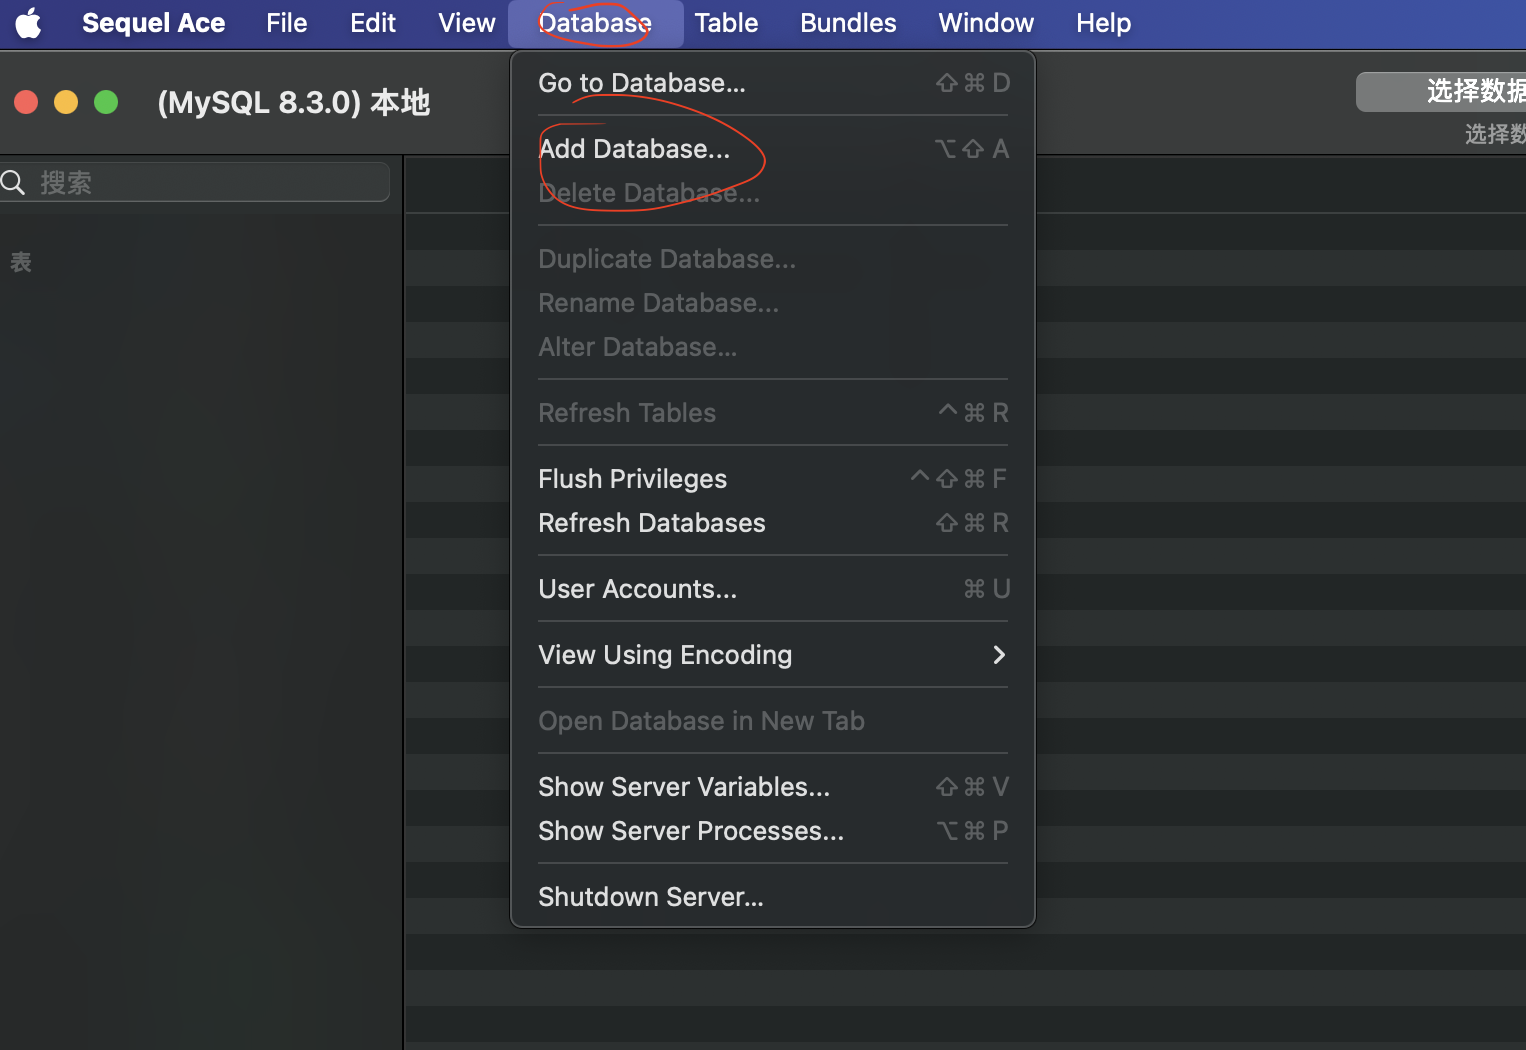 Sequel Ace File Edit View Database Table Bundles Window Help
(MySQL 8.3.0) 本地
选择数据
选择数
搜索
表
Go to Database... ⇧⌘ D
Add Database... ⌥⇧ A
Delete Database...
Duplicate Database...
Rename Database...
Alter Database...
Refresh Tables ^⌘ R
Flush Privileges ^⇧⌘ F
Refresh Databases ⇧⌘ R
User Accounts... ⌘ U
View Using Encoding
Open Database in New Tab
Show Server Variables... ⇧⌘ V
Show Server Processes... ⌥⌘ P
Shutdown Server...